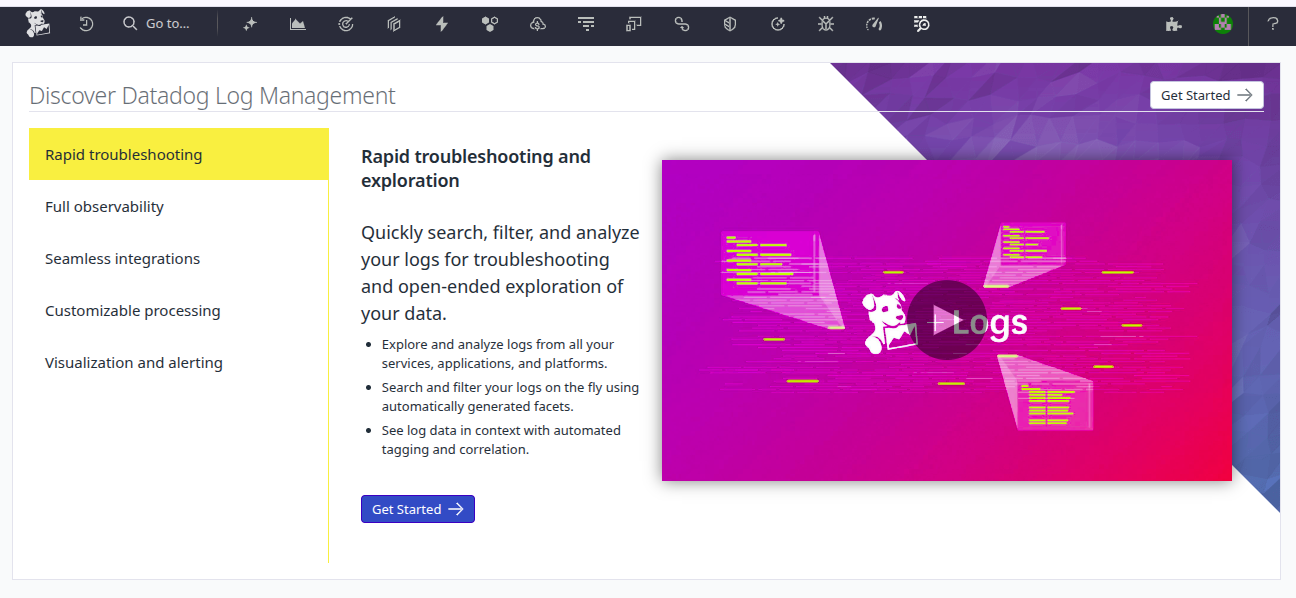 Go to...
Discover Datadog Log Management
Get Started
Rapid troubleshooting
Full observability
Seamless integrations
Customizable processing
Visualization and alerting
Rapid troubleshooting and
exploration
Quickly search, filter, and analyze
your logs for troubleshooting
and open-ended exploration of
your data.
Explore and analyze logs from all your
services, applications, and platforms.
Search and filter your logs on the fly using
automatically generated facets.
See log data in context with automated
tagging and correlation.
Get Started
+ Logs